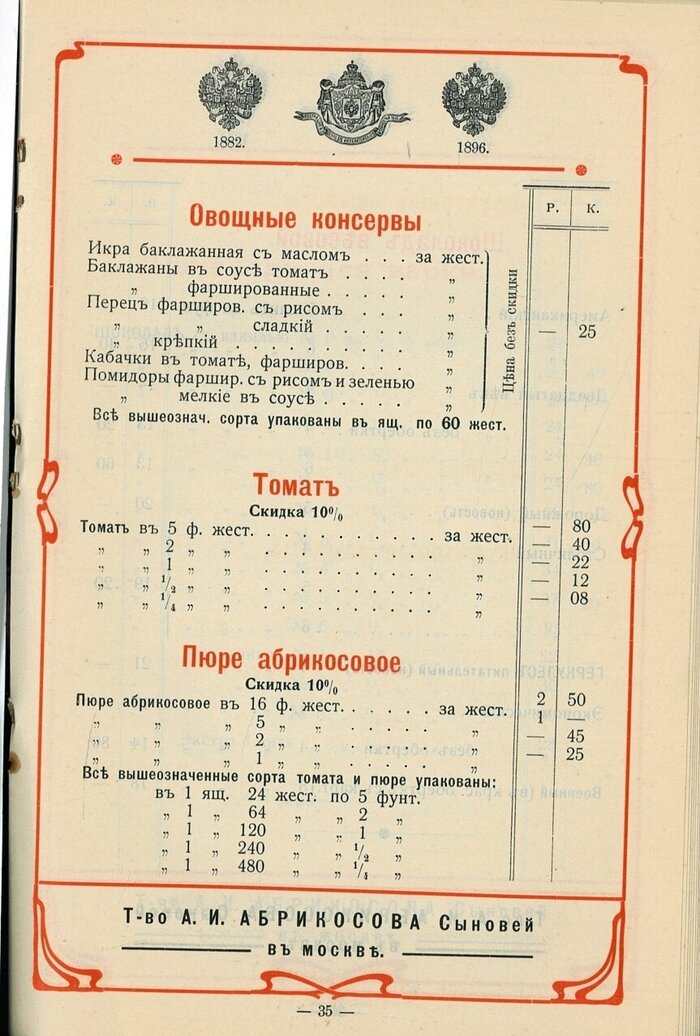 1882. 1896.
Р. К.
Овощные консервы
Икра баклажанная съ масломъ . . . за жест.
Баклажаны въ соусѣ томатъ . . . . . „
„ фаршированные . . . . . „
Перецъ фарширов. съ рисомъ . . . . „
„ „ сладкій . . . . „
„ крѣпкій . . . . . . . . . „
Кабачки въ томатѣ, фарширов. . . . . „
Помидоры фаршир. съ рисомъ и зеленью „
„ мелкіе въ соусѣ . . . . . „
Цѣна безъ скидки
— 25
Всѣ вышеознач. сорта упакованы въ ящ. по 60 жест.
Томатъ
Скидка 10%
Томатъ въ 5 ф. жест. . . . . . . . . . . за жест. — 80
„ „ 2 „ „ . . . . . . . . . . „ — 40
„ „ 1 „ „ . . . . . . . . . . „ — 22
„ „ 1/2 „ „ . . . . . . . . . . „ — 12
„ „ 1/4 „ „ . . . . . . . . . . „ — 08
Пюре абрикосовое
Скидка 10%
Пюре абрикосовое въ 16 ф. жест. . . . . . за жест. 2 50
„ „ 5 „ „ . . . . . . „ 1 —
„ „ 2 „ „ . . . . . . „ — 45
„ „ 1 „ „ . . . . . . „ — 25
Всѣ вышеозначенные сорта томата и пюре упакованы:
въ 1 ящ. 24 жест. по 5 фунт.
„ 1 „ 64 „ „ 2 „
„ 1 „ 120 „ „ 1 „
„ 1 „ 240 „ „ 1/2 „
„ 1 „ 480 „ „ 1/4 „
Т-во А. И. АБРИКОСОВА Сыновей
въ МОСКВѢ.
— 35 —